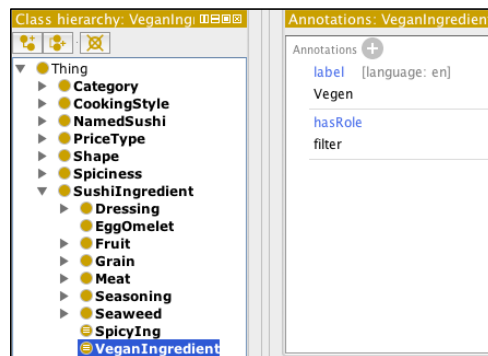 Class hierarchy: VeganIngi
Annotations: VeganIngredien
Thing
Category
CookingStyle
NamedSushi
PriceType
Shape
Spiciness
SushiIngredient
Dressing
EggOmelet
Fruit
Grain
Meat
Seasoning
Seaweed
SpicyIng
VeganIngredient
Annotations
label [language: en]
Vegen
hasRole
filter